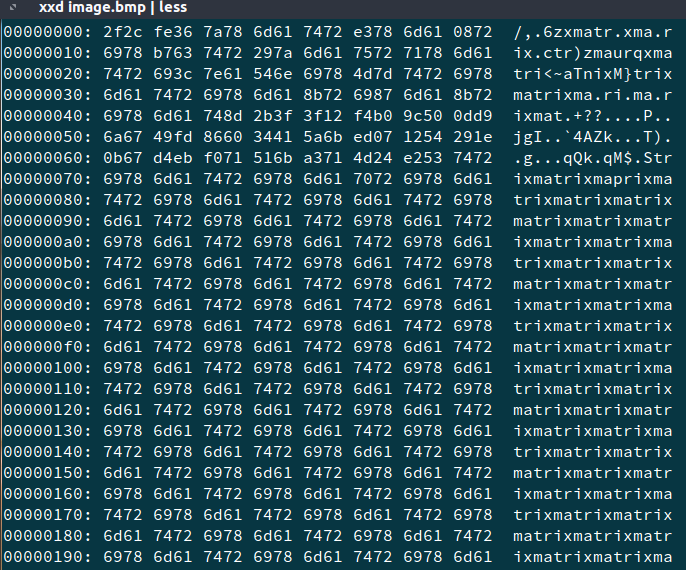 xxd image.bmp | less
00000000: 2f2c fe36 7a78 6d61 7472 e378 6d61 0872  /,.6zxmatr.xma.r
00000010: 6978 b763 7472 297a 6d61 7572 7178 6d61  ix.ctr)zmaurqxma
00000020: 7472 693c 7e61 546e 6978 4d7d 7472 6978  tri<~aTnixM}trix
00000030: 6d61 7472 6978 6d61 8b72 6987 6d61 8b72  matrixma.ri.ma.r
00000040: 6978 6d61 748d 2b3f 3f12 f4b0 9c50 0dd9  ixmat.+??....P..
00000050: 6a67 49fd 8660 3441 5a6b ed07 1254 291e  jgI..`4AZk...T).
00000060: 0b67 d4eb f071 516b a371 4d24 e253 7472  .g...qQk.qM$.Str
00000070: 6978 6d61 7472 6978 6d61 7072 6978 6d61  ixmatrixmaprixma
00000080: 7472 6978 6d61 7472 6978 6d61 7472 6978  trixmatrixmatrix
00000090: 6d61 7472 6978 6d61 7472 6978 6d61 7472  matrixmatrixmatr
000000a0: 6978 6d61 7472 6978 6d61 7472 6978 6d61  ixmatrixmatrixma
000000b0: 7472 6978 6d61 7472 6978 6d61 7472 6978  trixmatrixmatrix
000000c0: 6d61 7472 6978 6d61 7472 6978 6d61 7472  matrixmatrixmatr
000000d0: 6978 6d61 7472 6978 6d61 7472 6978 6d61  ixmatrixmatrixma
000000e0: 7472 6978 6d61 7472 6978 6d61 7472 6978  trixmatrixmatrix
000000f0: 6d61 7472 6978 6d61 7472 6978 6d61 7472  matrixmatrixmatr
00000100: 6978 6d61 7472 6978 6d61 7472 6978 6d61  ixmatrixmatrixma
00000110: 7472 6978 6d61 7472 6978 6d61 7472 6978  trixmatrixmatrix
00000120: 6d61 7472 6978 6d61 7472 6978 6d61 7472  matrixmatrixmatr
00000130: 6978 6d61 7472 6978 6d61 7472 6978 6d61  ixmatrixmatrixma
00000140: 7472 6978 6d61 7472 6978 6d61 7472 6978  trixmatrixmatrix
00000150: 6d61 7472 6978 6d61 7472 6978 6d61 7472  matrixmatrixmatr
00000160: 6978 6d61 7472 6978 6d61 7472 6978 6d61  ixmatrixmatrixma
00000170: 7472 6978 6d61 7472 6978 6d61 7472 6978  trixmatrixmatrix
00000180: 6d61 7472 6978 6d61 7472 6978 6d61 7472  matrixmatrixmatr
00000190: 6978 6d61 7472 6978 6d61 7472 6978 6d61  ixmatrixmatrixma